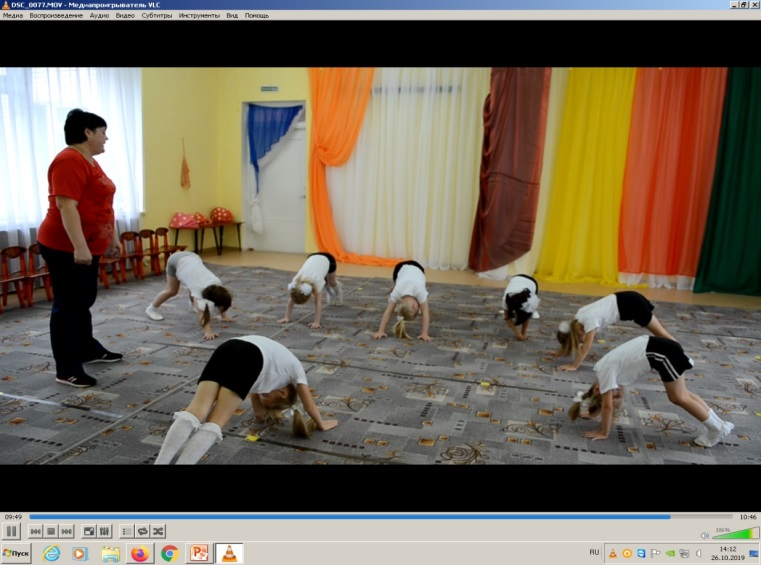 DSC_0077.MOV - Медиапроигрыватель VLC
Медиа Воспроизведение Аудио Видео Субтитры Инструменты Вид Помощь
09:49 10:46
100%
Пуск RU 14:12
26.10.2019